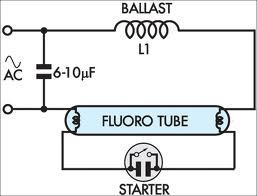 BALLAST
L1
AC
6-10µF
FLUORO TUBE
STARTER